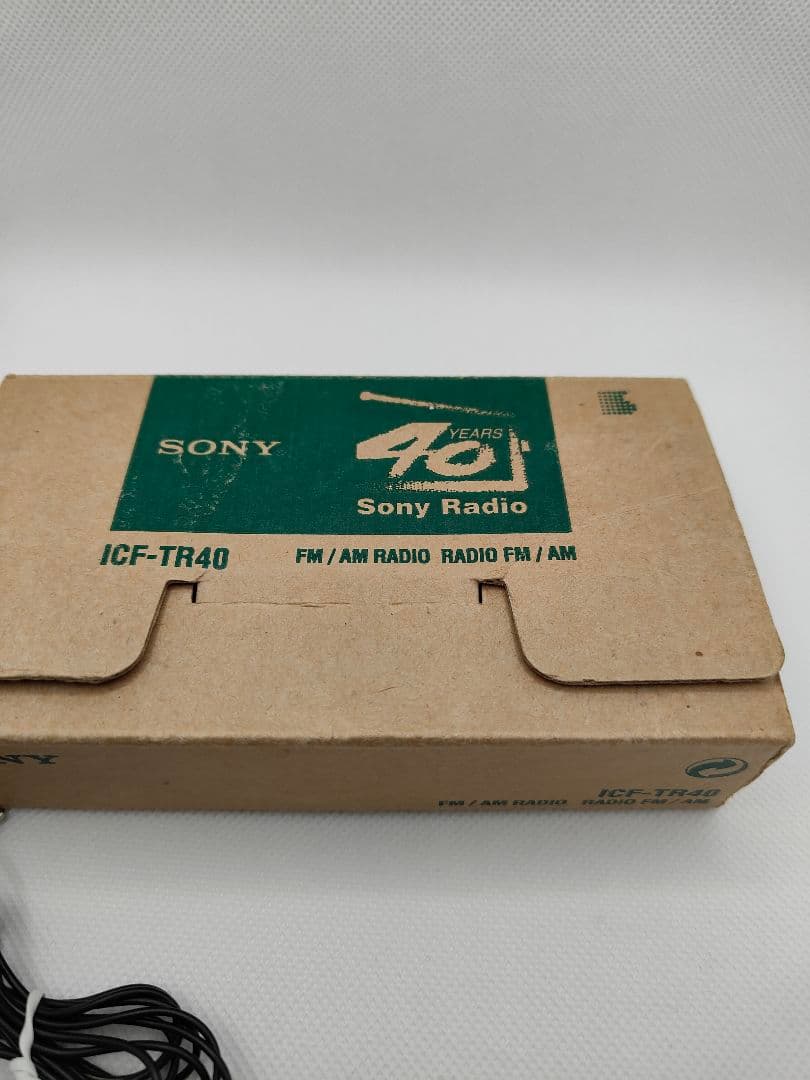 SONY
40 YEARS
Sony Radio
ICF-TR40 FM / AM RADIO RADIO FM / AM
NY
ICF-TR40
FM / AM RADIO RADIO FM / AM